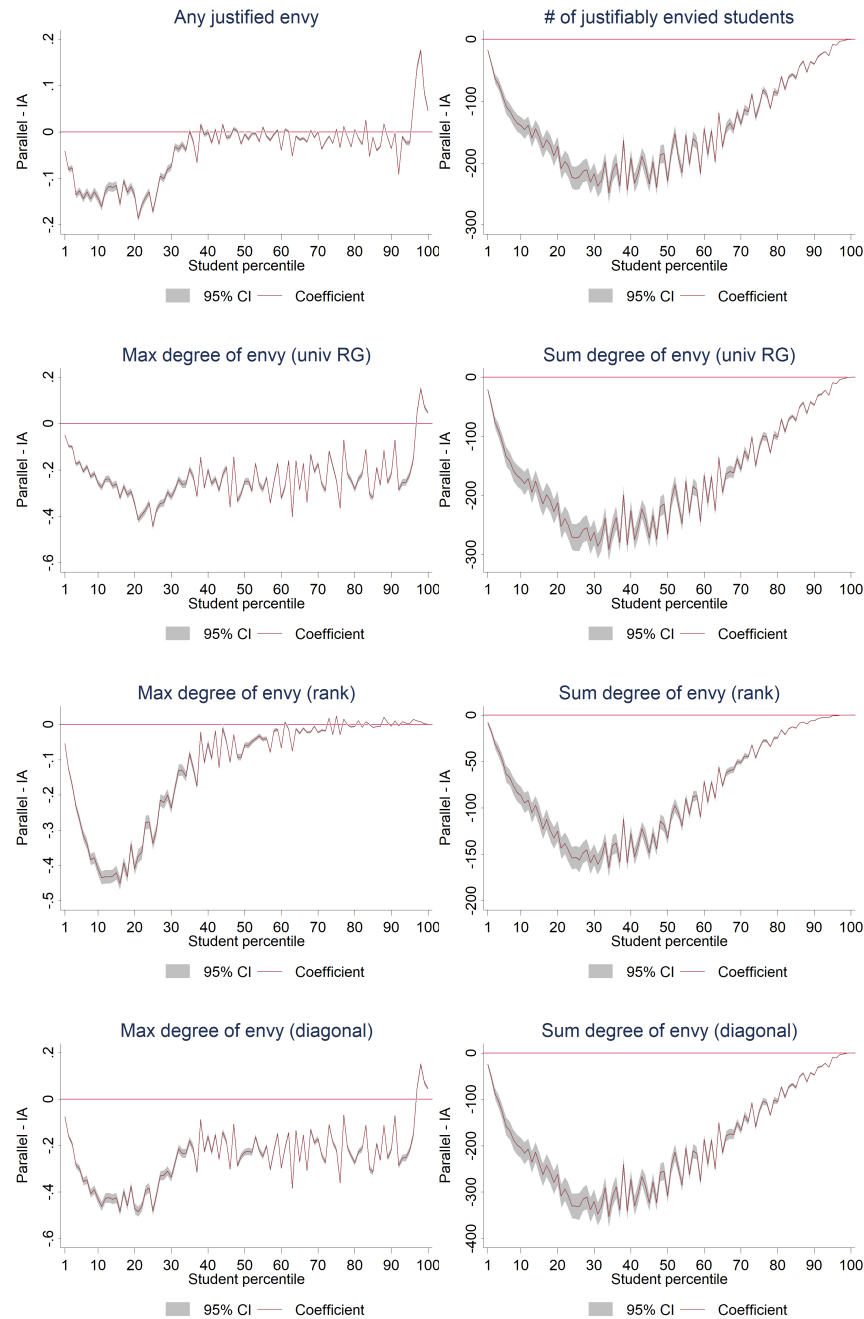 Any justified envy
# of justifiably envied students
Parallel - IA
.2
.1
0
-.1
-.2
1 10 20 30 40 50 60 70 80 90 100
Student percentile
95% CI Coefficient
Parallel - IA
0
-100
-200
-300
1 10 20 30 40 50 60 70 80 90 100
Student percentile
95% CI Coefficient
Max degree of envy (univ RG)
Sum degree of envy (univ RG)
Parallel - IA
.2
0
-.2
-.4
-.6
1 10 20 30 40 50 60 70 80 90 100
Student percentile
95% CI Coefficient
Parallel - IA
0
-100
-200
-300
1 10 20 30 40 50 60 70 80 90 100
Student percentile
95% CI Coefficient
Max degree of envy (rank)
Sum degree of envy (rank)
Parallel - IA
0
-.1
-.2
-.3
-.4
-.5
1 10 20 30 40 50 60 70 80 90 100
Student percentile
95% CI Coefficient
Parallel - IA
0
-50
-100
-150
-200
1 10 20 30 40 50 60 70 80 90 100
Student percentile
95% CI Coefficient
Max degree of envy (diagonal)
Sum degree of envy (diagonal)
Parallel - IA
.2
0
-.2
-.4
-.6
1 10 20 30 40 50 60 70 80 90 100
Student percentile
95% CI Coefficient
Parallel - IA
0
-100
-200
-300
-400
1 10 20 30 40 50 60 70 80 90 100
Student percentile
95% CI Coefficient